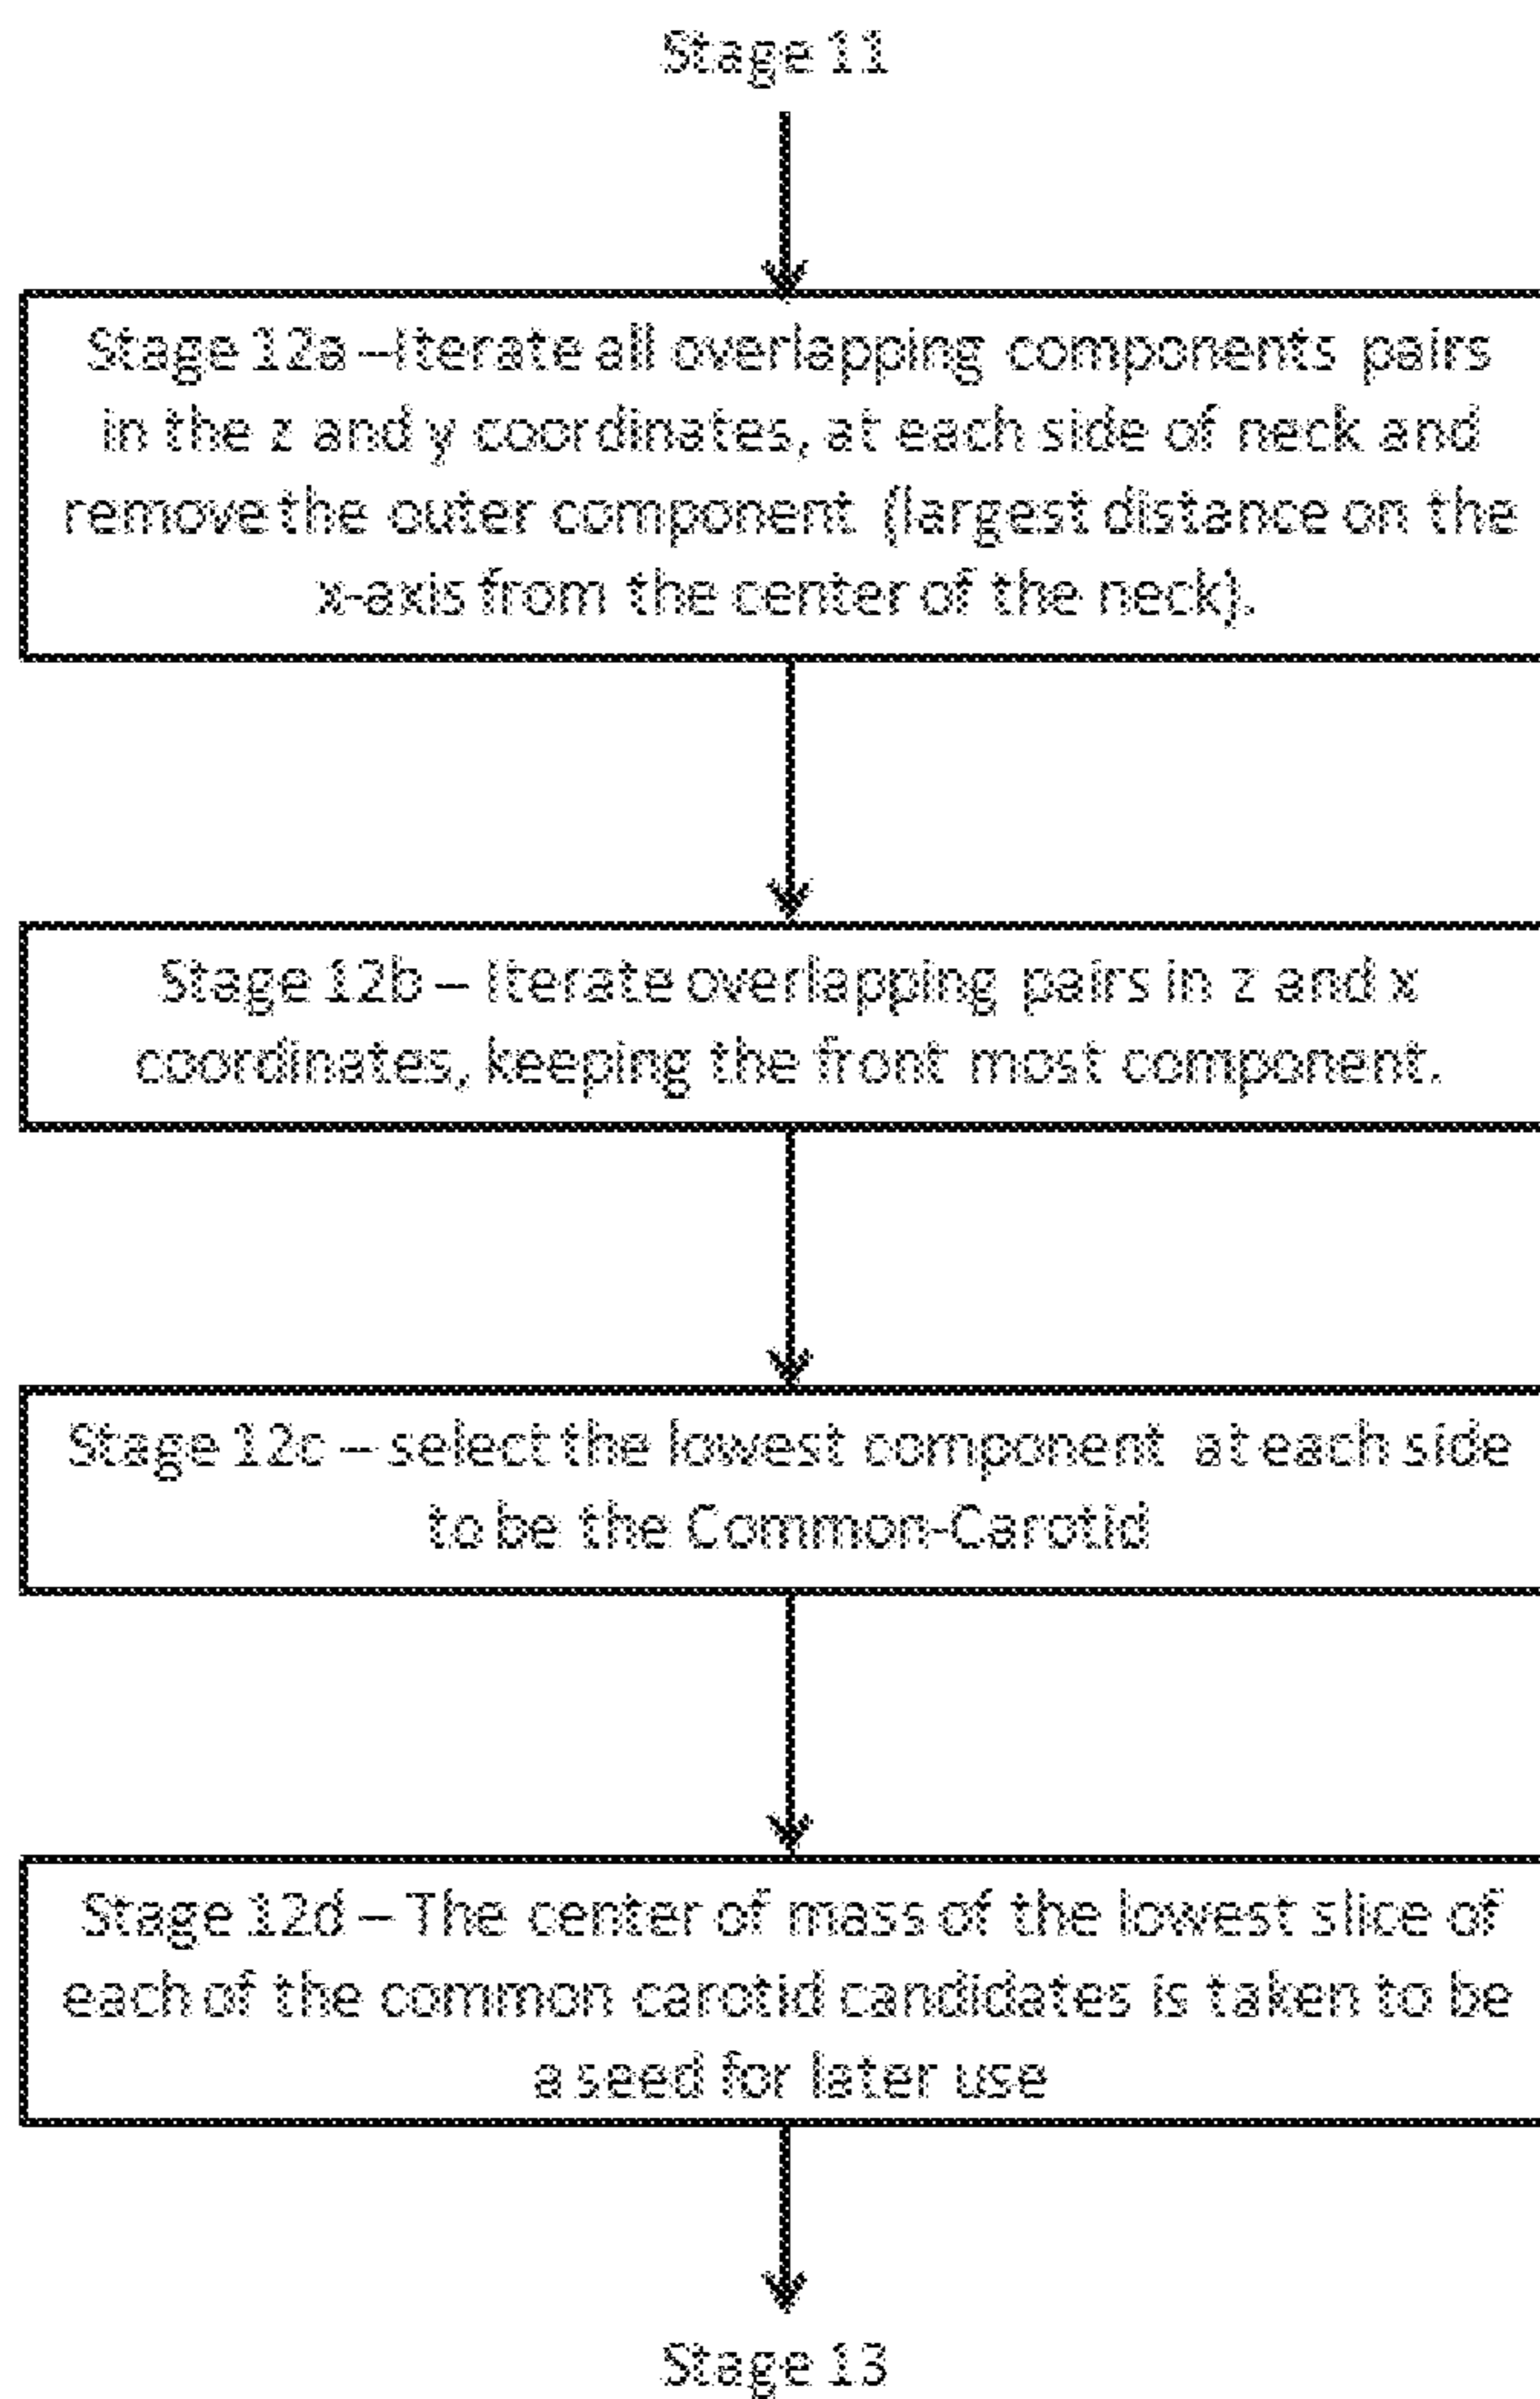 Stage 11
Stage 12a –Iterate all overlapping components pairs
in the z and y coordinates, at each side of neck and
remove the outer component (largest distance on the
x-axis from the center of the neck).
Stage 12b – Iterate overlapping pairs in z and x
coordinates, keeping the front most component.
Stage 12c – select the lowest component at each side
to be the Common-Carotid
Stage 12d – The center of mass of the lowest slice of
each of the common carotid candidates is taken to be
a seed for later use
Stage 13